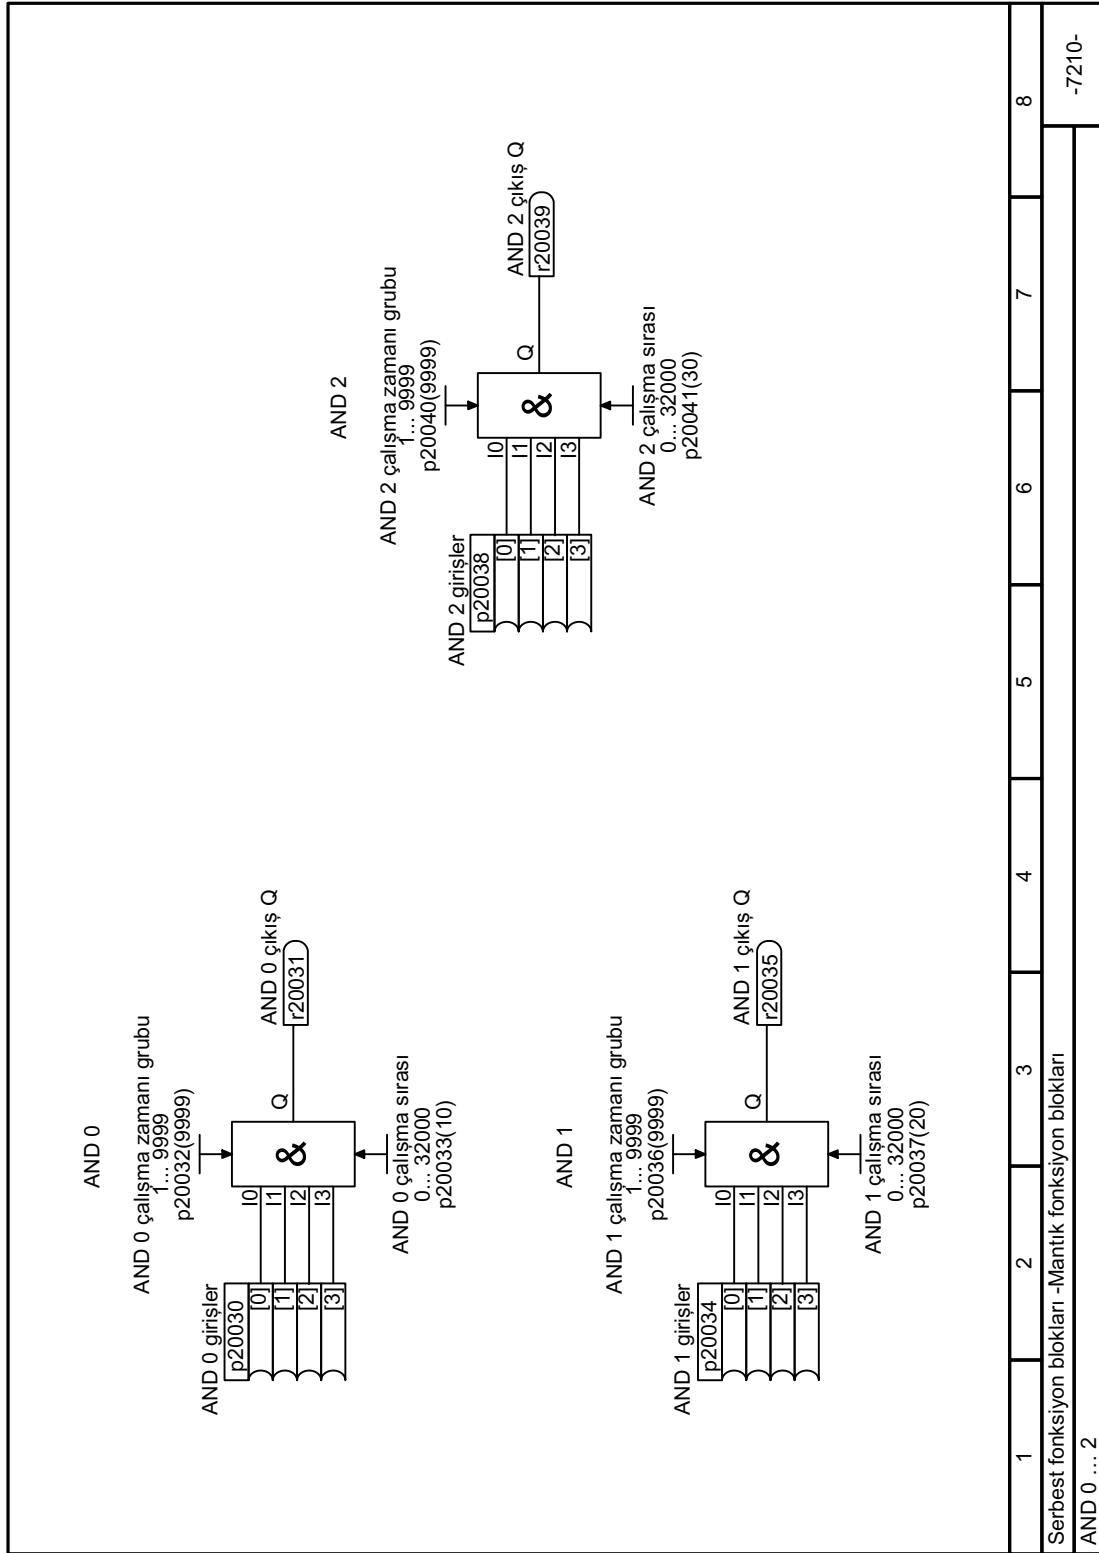 AND 0
AND 0 çalışma zamanı grubu
1... 9999
p20032(9999)
AND 0 girişler
p20030
[0]
[1]
[2]
[3]
I0
I1
I2
I3
&
Q
AND 0 çıkış Q
r20031
AND 0 çalışma sırası
0... 32000
p20033(10)
AND 1
AND 1 çalışma zamanı grubu
1... 9999
p20036(9999)
AND 1 girişler
p20034
[0]
[1]
[2]
[3]
I0
I1
I2
I3
&
Q
AND 1 çıkış Q
r20035
AND 1 çalışma sırası
0... 32000
p20037(20)
AND 2
AND 2 çalışma zamanı grubu
1... 9999
p20040(9999)
AND 2 girişler
p20038
[0]
[1]
[2]
[3]
I0
I1
I2
I3
&
Q
AND 2 çıkış Q
r20039
AND 2 çalışma sırası
0... 32000
p20041(30)
1 2 3 4 5 6 7 8
Serbest fonksiyon blokları -Mantık fonksiyon blokları
-7210-
AND 0 ... 2